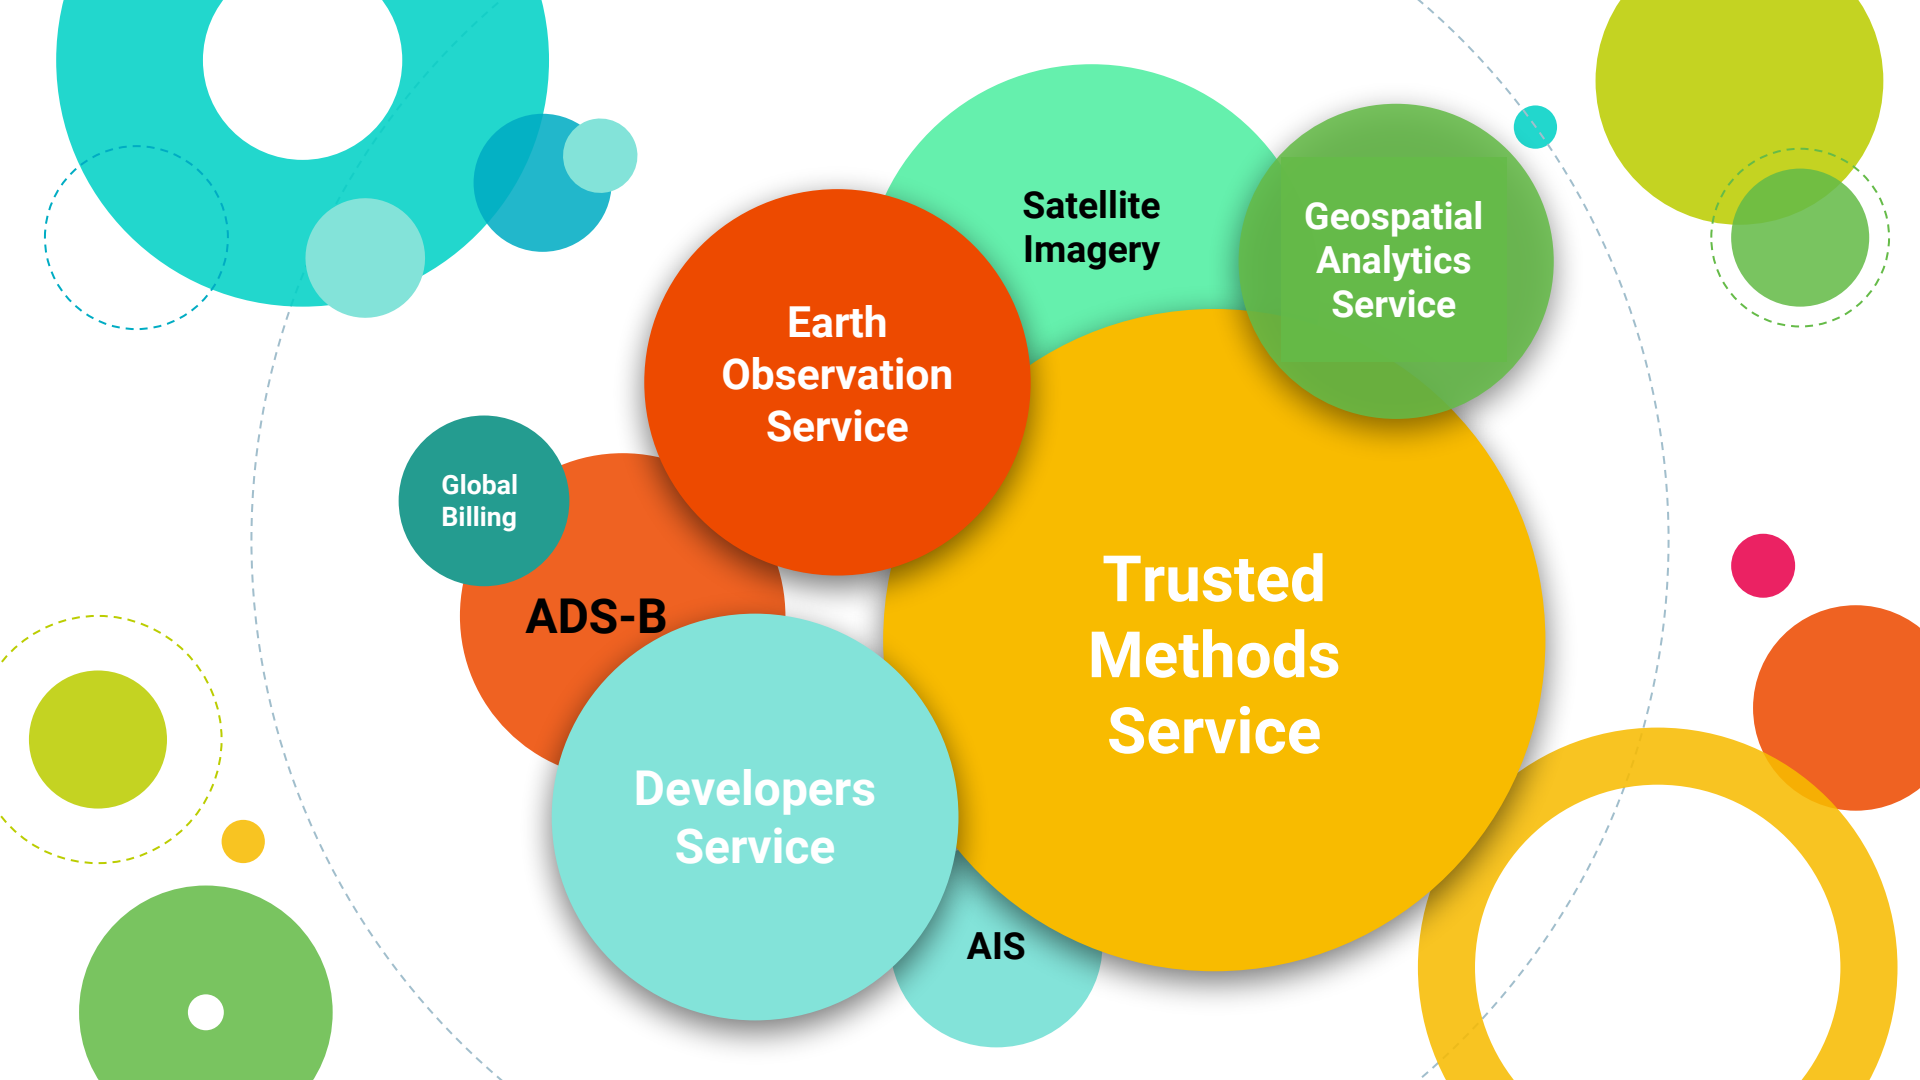 Satellite
Imagery
Geospatial
Analytics
Service
Earth
Observation
Service
Global
Billing
ADS-B
Trusted
Methods
Service
Developers
Service
AIS